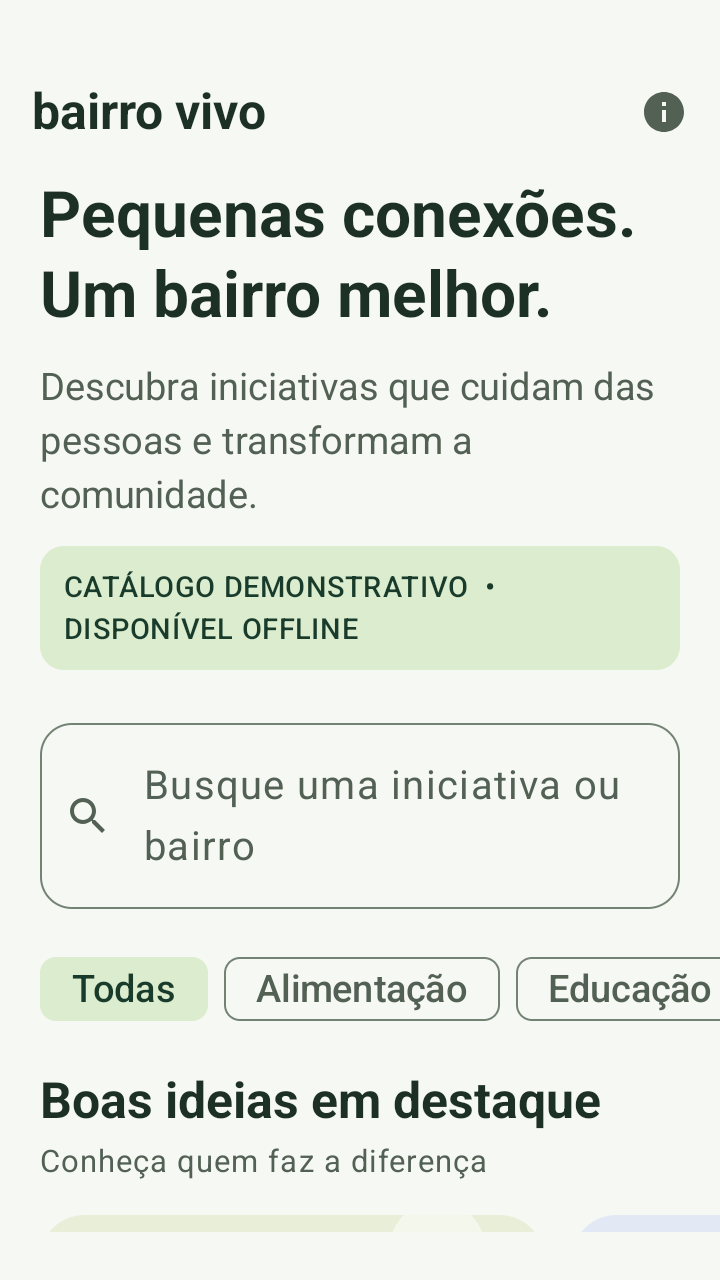 bairro vivo
Pequenas conexões.
Um bairro melhor.
Descubra iniciativas que cuidam das
pessoas e transformam a
comunidade.
CATÁLOGO DEMONSTRATIVO •
DISPONÍVEL OFFLINE
Busque uma iniciativa ou
bairro
Todas
Alimentação
Educação
Boas ideias em destaque
Conheça quem faz a diferença